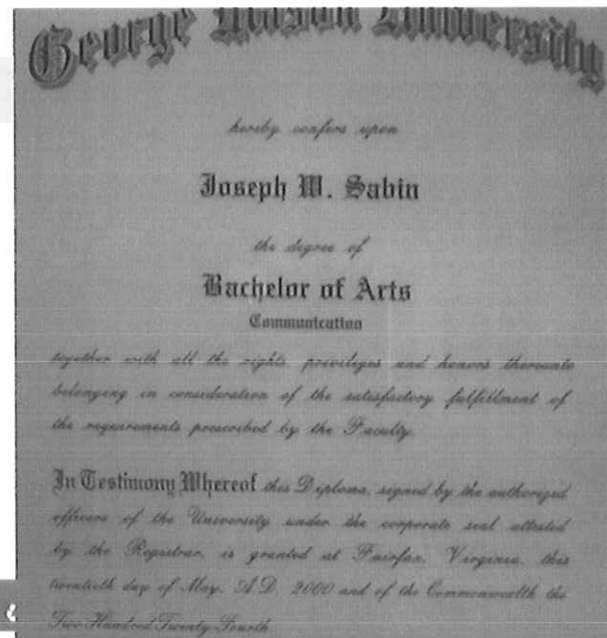 George Mason University
hereby confers upon
Joseph W. Sabin
the degree of
Bachelor of Arts
Communication
together with all the rights, privileges and honors thereunto
belonging in consideration of the satisfactory fulfillment of
the requirements prescribed by the Faculty.
In Testimony Whereof this Diploma, signed by the authorized
officers of the University under the corporate seal attested
by the Registrar, is granted at Fairfax, Virginia, this
twentieth day of May, A.D. 2000 and of the Commonwealth the
Two Hundred Twenty Fourth